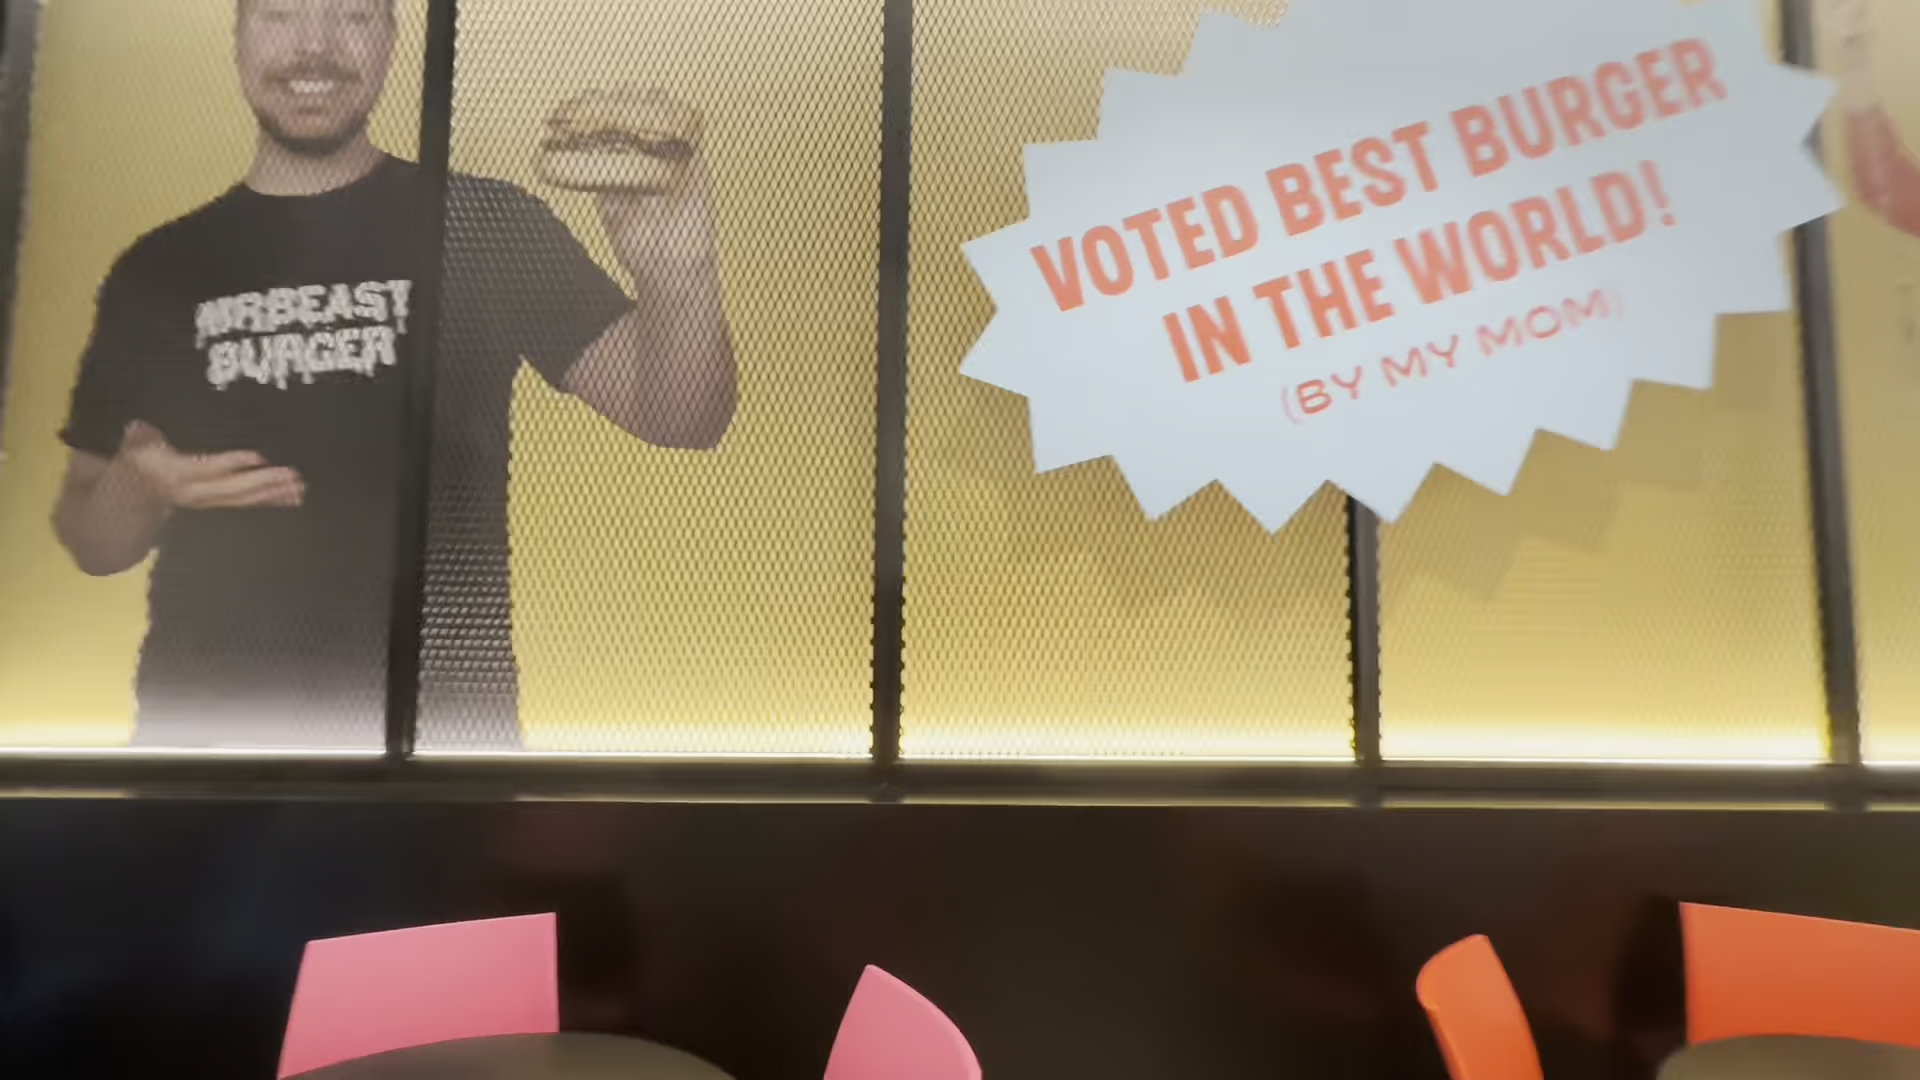 MRBEAST
BURGER
VOTED BEST BURGER
IN THE WORLD!
(BY MY MOM)